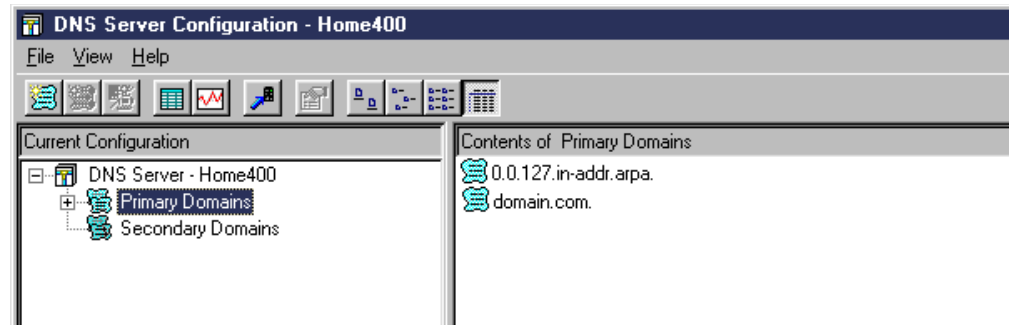 DNS Server Configuration - Home400
File View Help
Current Configuration
DNS Server - Home400
Primary Domains
Secondary Domains
Contents of Primary Domains
0.0.127.in-addr.arpa.
domain.com.